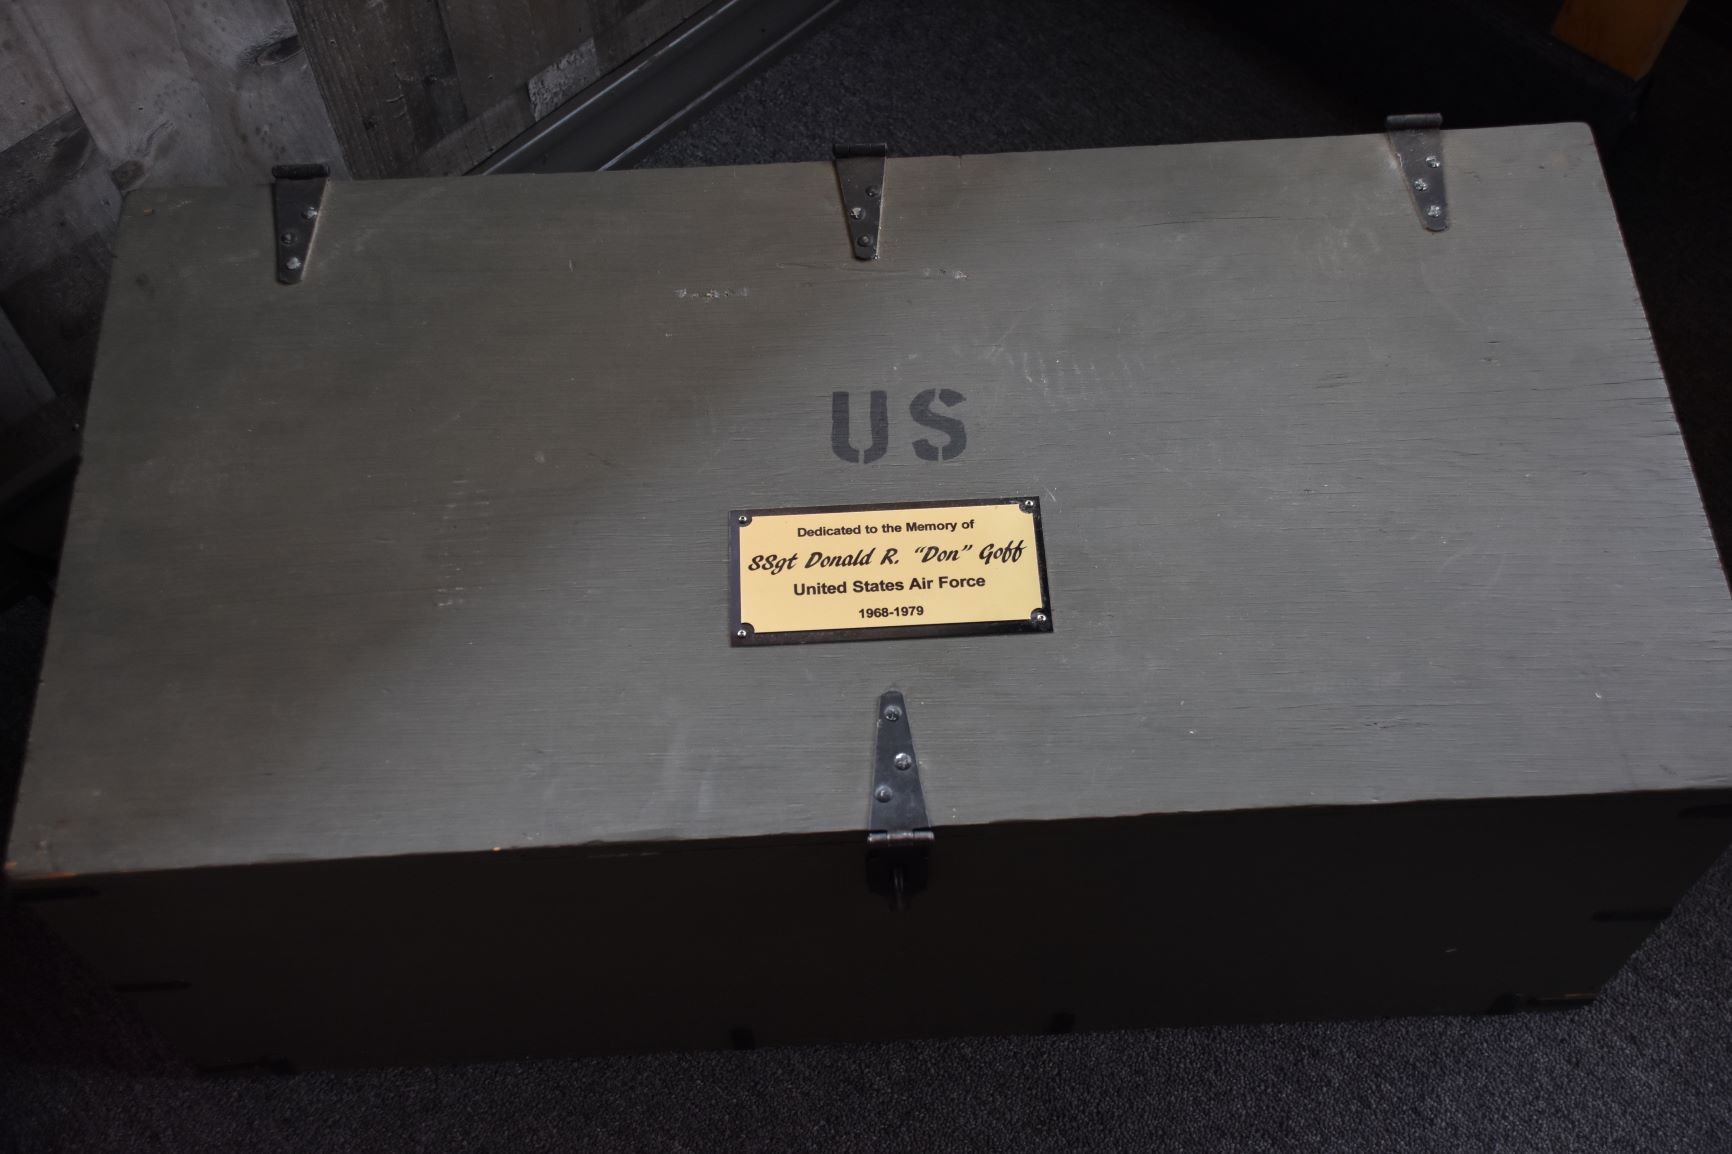 US
Dedicated to the Memory of
SSgt Donald R. “Don” Goff
United States Air Force
1968-1979